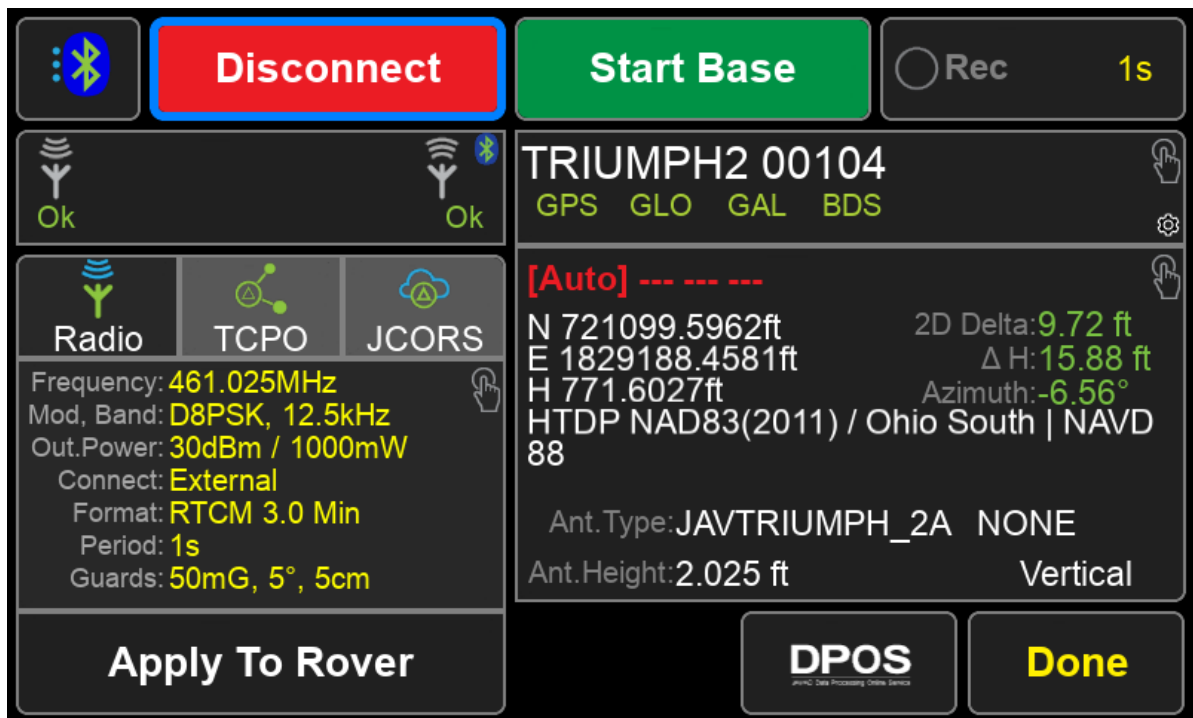 Disconnect
Start Base
Rec 1s
Ok
Ok
TRIUMPH2 00104
GPS GLO GAL BDS
Radio
TCPO
JCORS
Frequency: 461.025MHz
Mod, Band: D8PSK, 12.5kHz
Out.Power: 30dBm / 1000mW
Connect: External
Format: RTCM 3.0 Min
Period: 1s
Guards: 50mG, 5°, 5cm
[Auto] --- --- ---
N 721099.5962ft
2D Delta: 9.72 ft
E 1829188.4581ft
Δ H: 15.88 ft
H 771.6027ft
Azimuth: -6.56°
HTDP NAD83(2011) / Ohio South | NAVD
88
Ant.Type: JAVTRIUMPH_2A NONE
Ant.Height: 2.025 ft Vertical
Apply To Rover
DPOS
Done